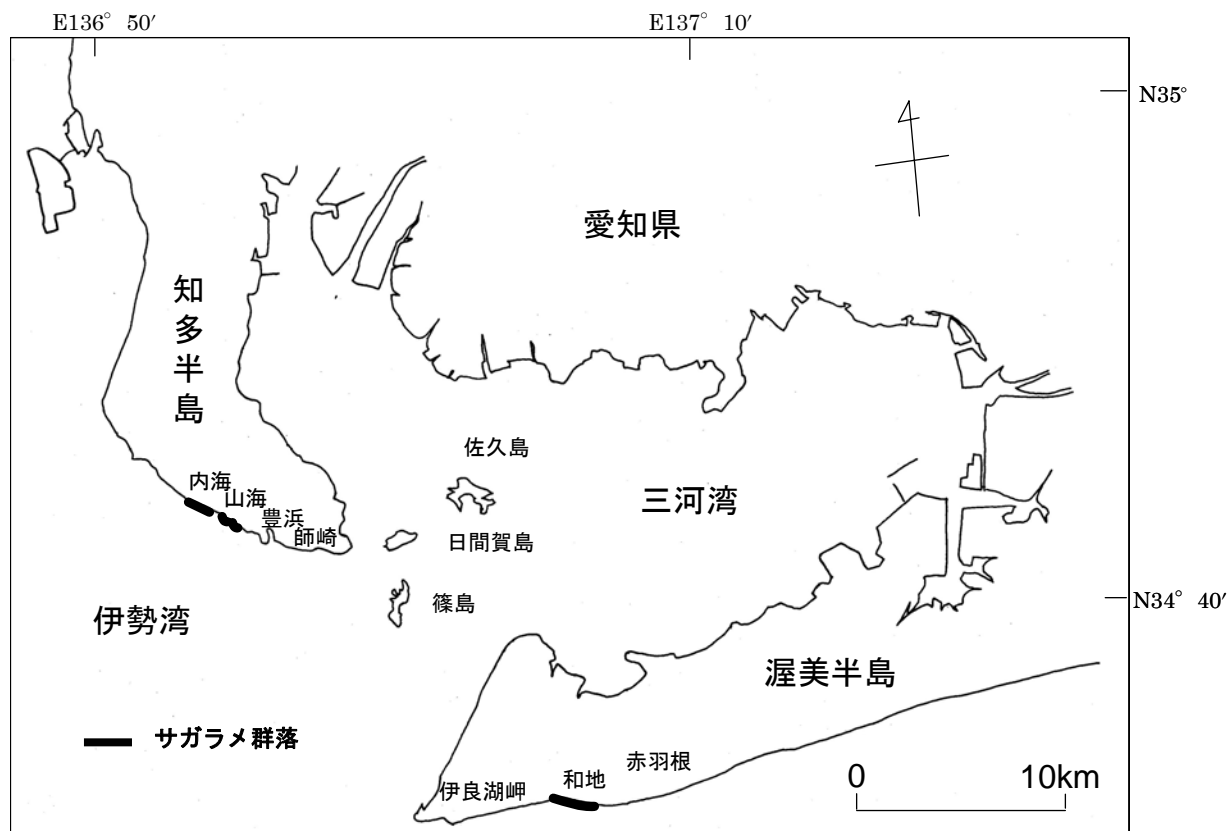 E136° 50′
E137° 10′
N35°
愛知県
知多半島
佐久島
内海
山海
豊浜
師崎
三河湾
日間賀島
篠島
N34° 40′
伊勢湾
渥美半島
サガラメ群落
赤羽根
和地
伊良湖岬
0
10km